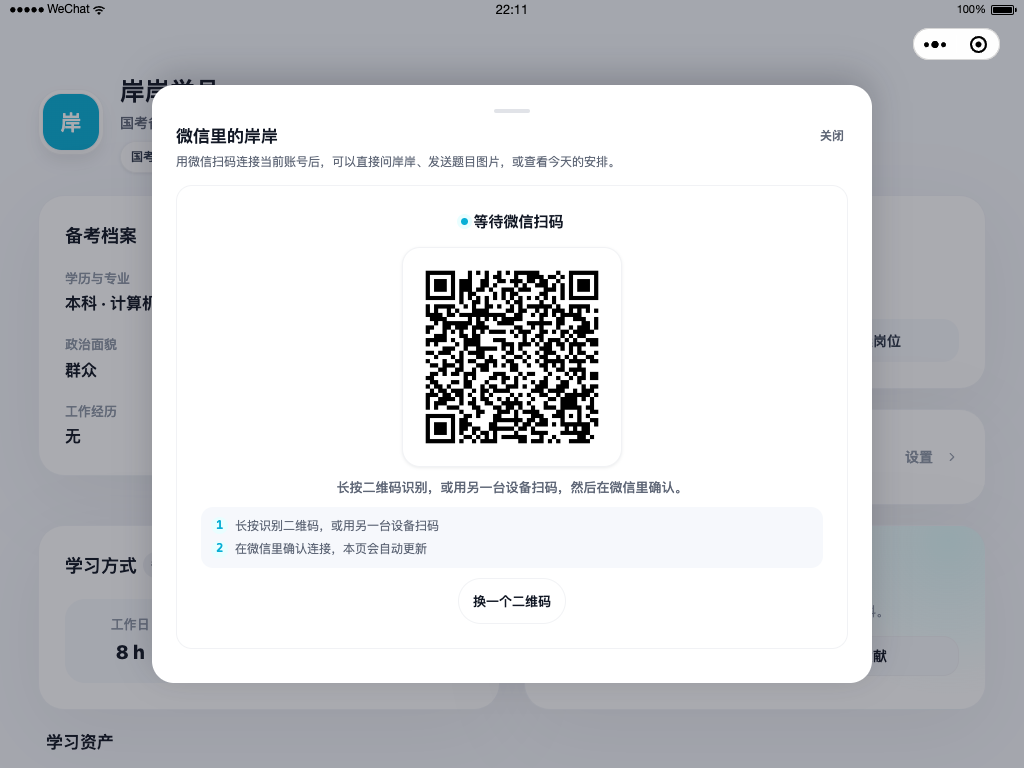 WeChat
22:11
100%
岸
国考
国考
微信里的岸岸
关闭
用微信扫码连接当前账号后，可以直接问岸岸、发送题目图片，或查看今天的安排。
等待微信扫码
长按二维码识别，或用另一台设备扫码，然后在微信里确认。
1 长按识别二维码，或用另一台设备扫码
2 在微信里确认连接，本页会自动更新
换一个二维码
备考档案
学历与专业
本科 · 计算机
政治面貌
群众
工作经历
无
岗位
设置
学习方式
工作日
8 h
献
学习资产